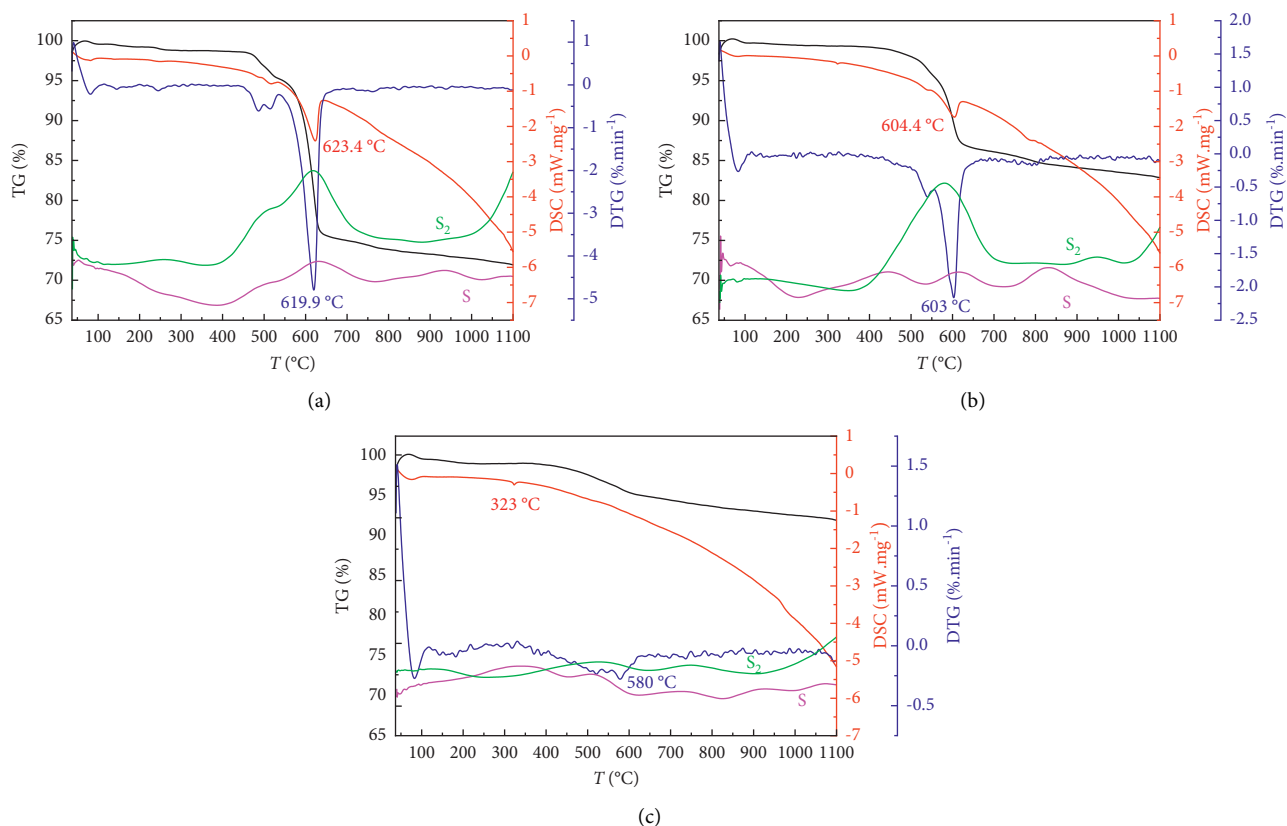 100
95
90
85
80
75
70
65
TG (%)
100 200 300 400 500 600 700 800 900 1000 1100
T (°C)
623.4 °C
619.9 °C
S₂
S
1
0
-1
-2
-3
-4
-5
-6
-7
DSC (mW.mg⁻¹)
1
0
-1
-2
-3
-4
-5
DTG (%.min⁻¹)
(a)
100
95
90
85
80
75
70
65
TG (%)
100 200 300 400 500 600 700 800 900 1000 1100
T (°C)
604.4 °C
603 °C
S₂
S
1
0
-1
-2
-3
-4
-5
-6
-7
DSC (mW.mg⁻¹)
2.0
1.5
1.0
0.5
0.0
-0.5
-1.0
-1.5
-2.0
-2.5
DTG (%.min⁻¹)
(b)
100
95
90
85
80
75
70
65
TG (%)
100 200 300 400 500 600 700 800 900 1000 1100
T (°C)
323 °C
580 °C
S₂
S
1
0
-1
-2
-3
-4
-5
-6
-7
DSC (mW.mg⁻¹)
1.5
1.0
0.5
0.0
-0.5
DTG (%.min⁻¹)
(c)